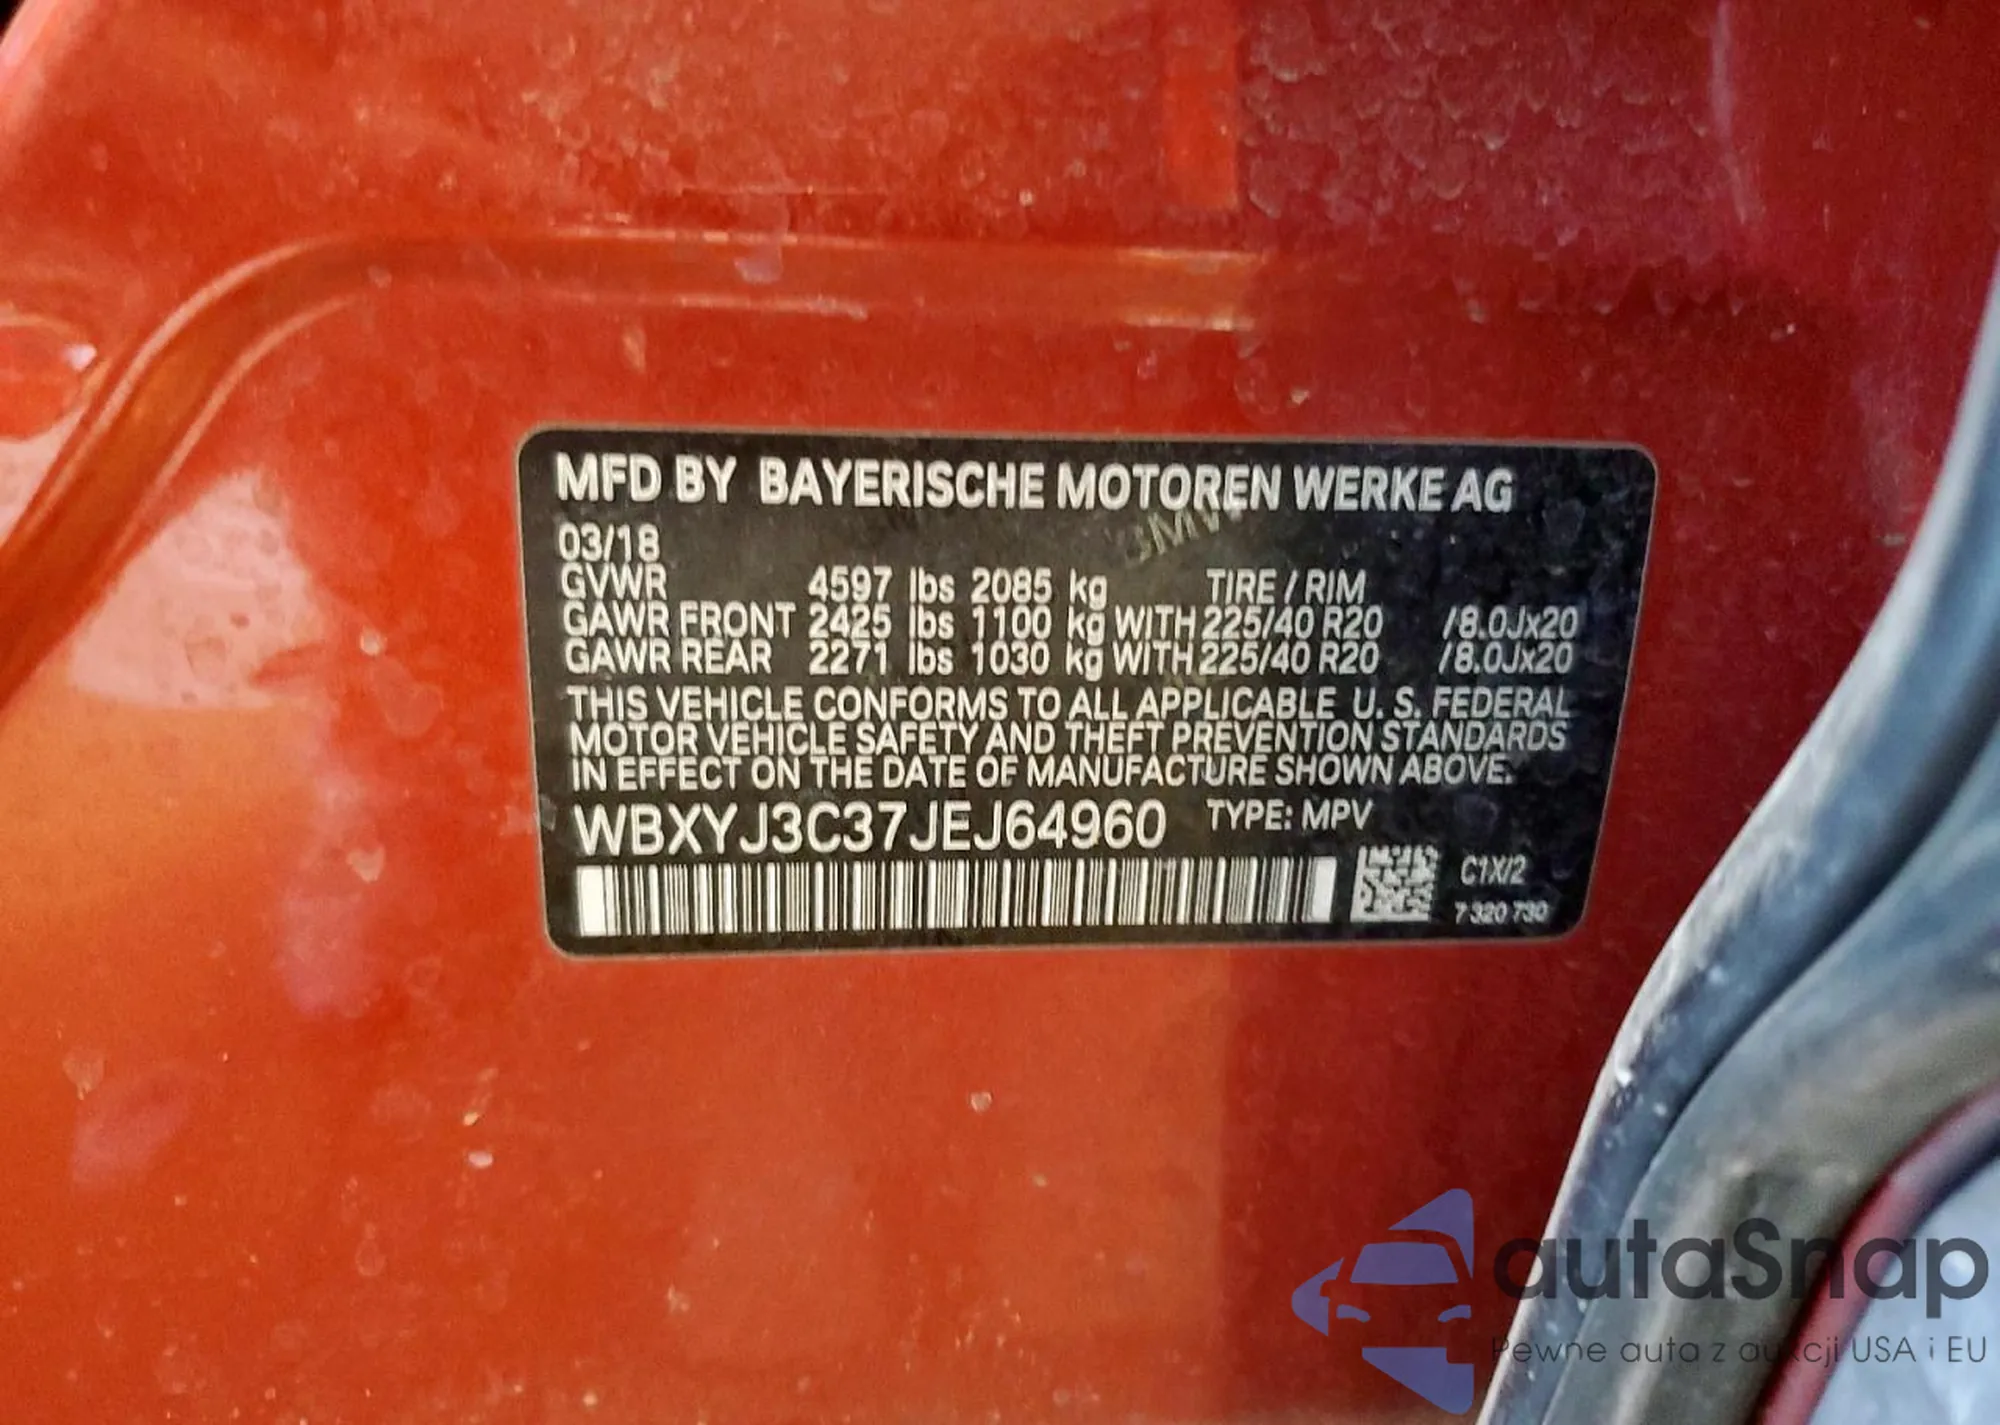 MFD BY BAYERISCHE MOTOREN WERKE AG
03/18
GVWR 4597 lbs 2085 kg TIRE / RIM
GAWR FRONT 2425 lbs 1100 kg WITH 225/40 R20 /8.0Jx20
GAWR REAR 2271 lbs 1030 kg WITH 225/40 R20 /8.0Jx20
THIS VEHICLE CONFORMS TO ALL APPLICABLE U. S. FEDERAL
MOTOR VEHICLE SAFETY AND THEFT PREVENTION STANDARDS
IN EFFECT ON THE DATE OF MANUFACTURE SHOWN ABOVE.
WBXYJ3C37JEJ64960 TYPE: MPV
C1X/2
7 320 730
autaSnap
Pewne auta z aukcji USA i EU